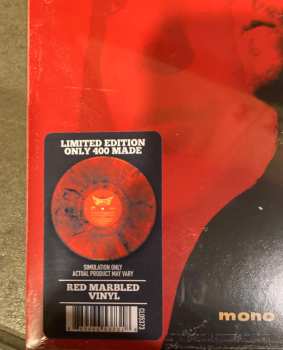 LIMITED EDITION
ONLY 400 MADE
SIMULATION ONLY
ACTUAL PRODUCT MAY VARY
RED MARBLED
VINYL
mono